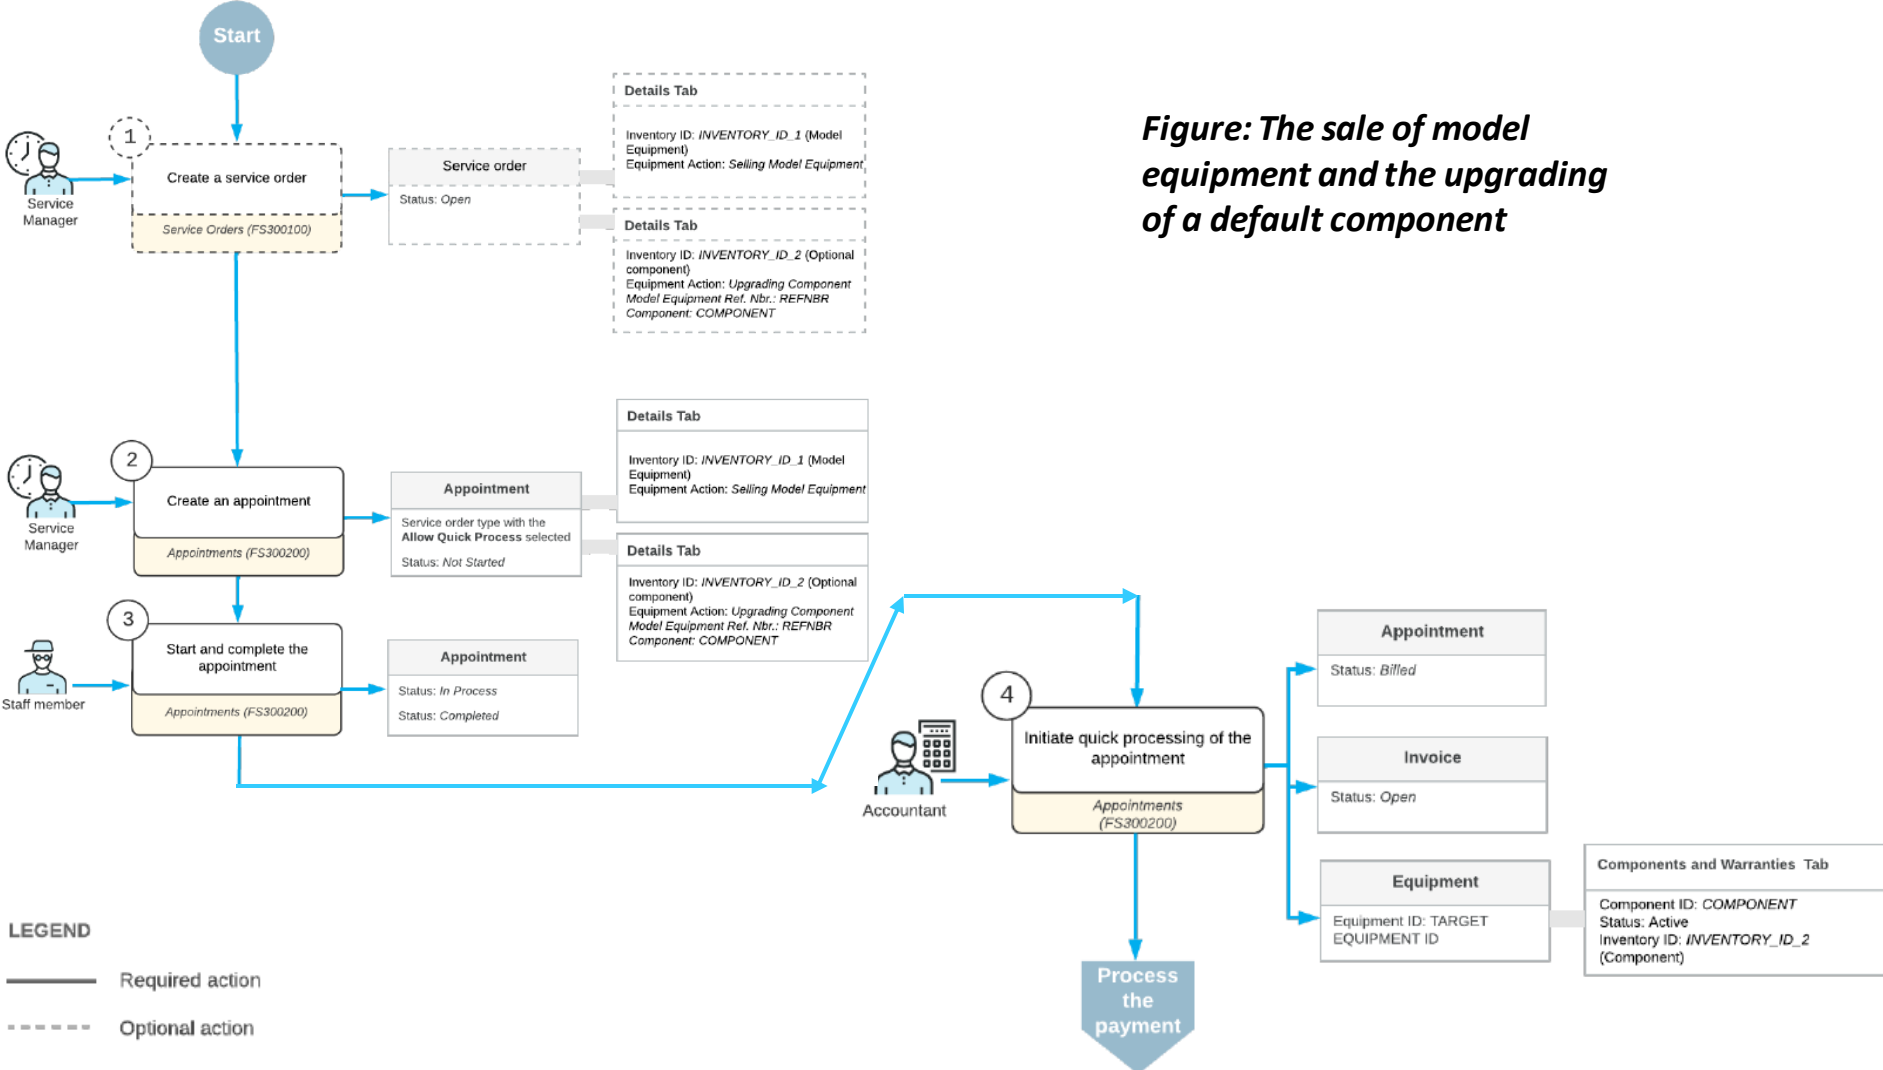 Start
Figure: The sale of model
equipment and the upgrading
of a default component
1
Create a service order
Service Orders (FS300100)
Service
Manager
Service order
Status: Open
Details Tab
Inventory ID: INVENTORY_ID_1 (Model
Equipment)
Equipment Action: Selling Model Equipment
Details Tab
Inventory ID: INVENTORY_ID_2 (Optional
component)
Equipment Action: Upgrading Component
Model Equipment Ref. Nbr.: REFNBR
Component: COMPONENT
2
Create an appointment
Appointments (FS300200)
Service
Manager
Appointment
Service order type with the
Allow Quick Process selected
Status: Not Started
Details Tab
Inventory ID: INVENTORY_ID_1 (Model
Equipment)
Equipment Action: Selling Model Equipment
Details Tab
Inventory ID: INVENTORY_ID_2 (Optional
component)
Equipment Action: Upgrading Component
Model Equipment Ref. Nbr.: REFNBR
Component: COMPONENT
3
Start and complete the
appointment
Appointments (FS300200)
Staff member
Appointment
Status: In Process
Status: Completed
4
Initiate quick processing of the
appointment
Appointments
(FS300200)
Accountant
Appointment
Status: Billed
Invoice
Status: Open
Equipment
Equipment ID: TARGET
EQUIPMENT ID
Components and Warranties Tab
Component ID: COMPONENT
Status: Active
Inventory ID: INVENTORY_ID_2
(Component)
Process
the
payment
LEGEND
Required action
Optional action